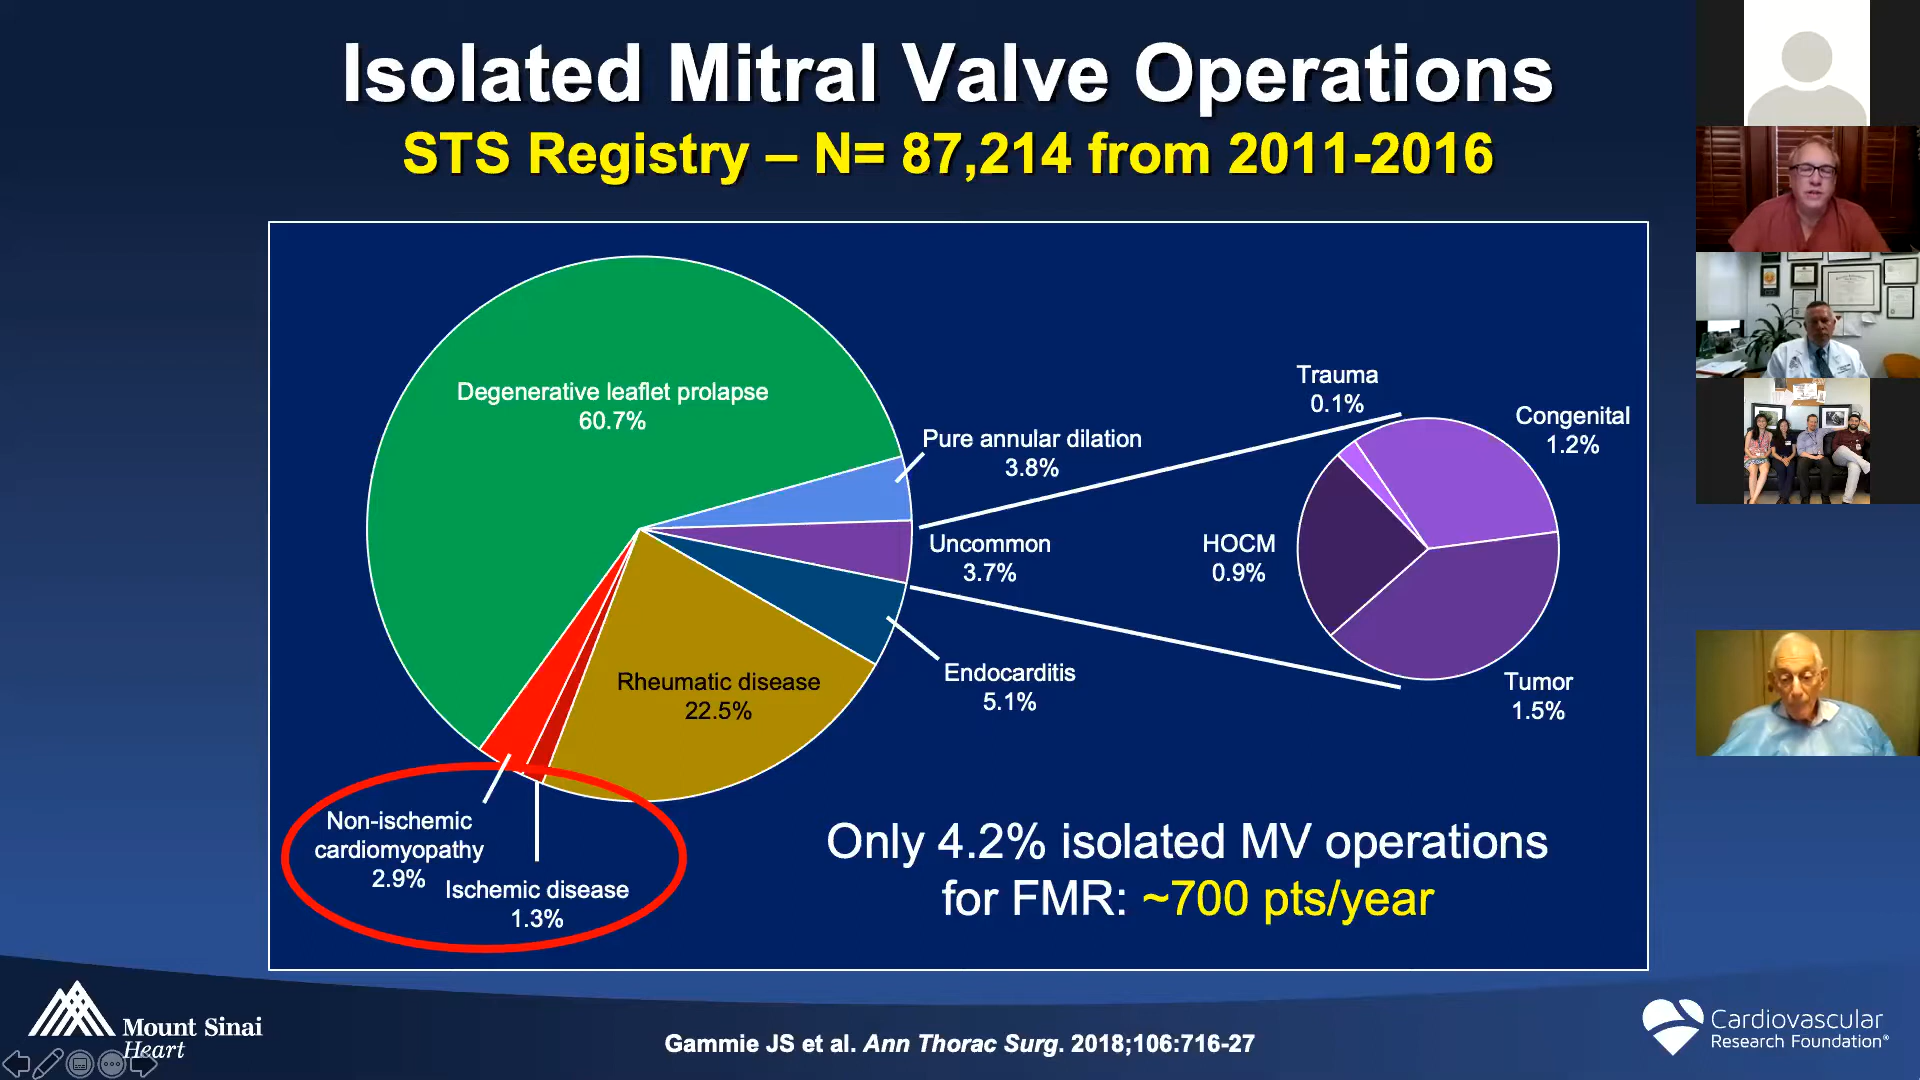 Isolated Mitral Valve Operations
STS Registry – N= 87,214 from 2011-2016
Degenerative leaflet prolapse
60.7%
Pure annular dilation
3.8%
Uncommon
3.7%
Endocarditis
5.1%
Rheumatic disease
22.5%
Non-ischemic
cardiomyopathy
2.9%
Ischemic disease
1.3%
Trauma
0.1%
Congenital
1.2%
HOCM
0.9%
Tumor
1.5%
Only 4.2% isolated MV operations
for FMR: ~700 pts/year
Mount Sinai
Heart
Gammie JS et al. Ann Thorac Surg. 2018;106:716-27
Cardiovascular
Research Foundation®